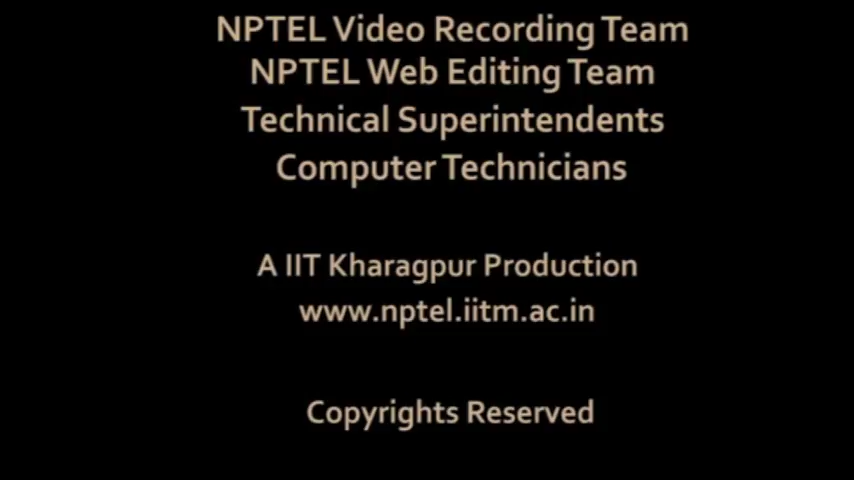 NPTEL Video Recording Team
NPTEL Web Editing Team
Technical Superintendents
Computer Technicians
A IIT Kharagpur Production
www.nptel.iitm.ac.in
Copyrights Reserved